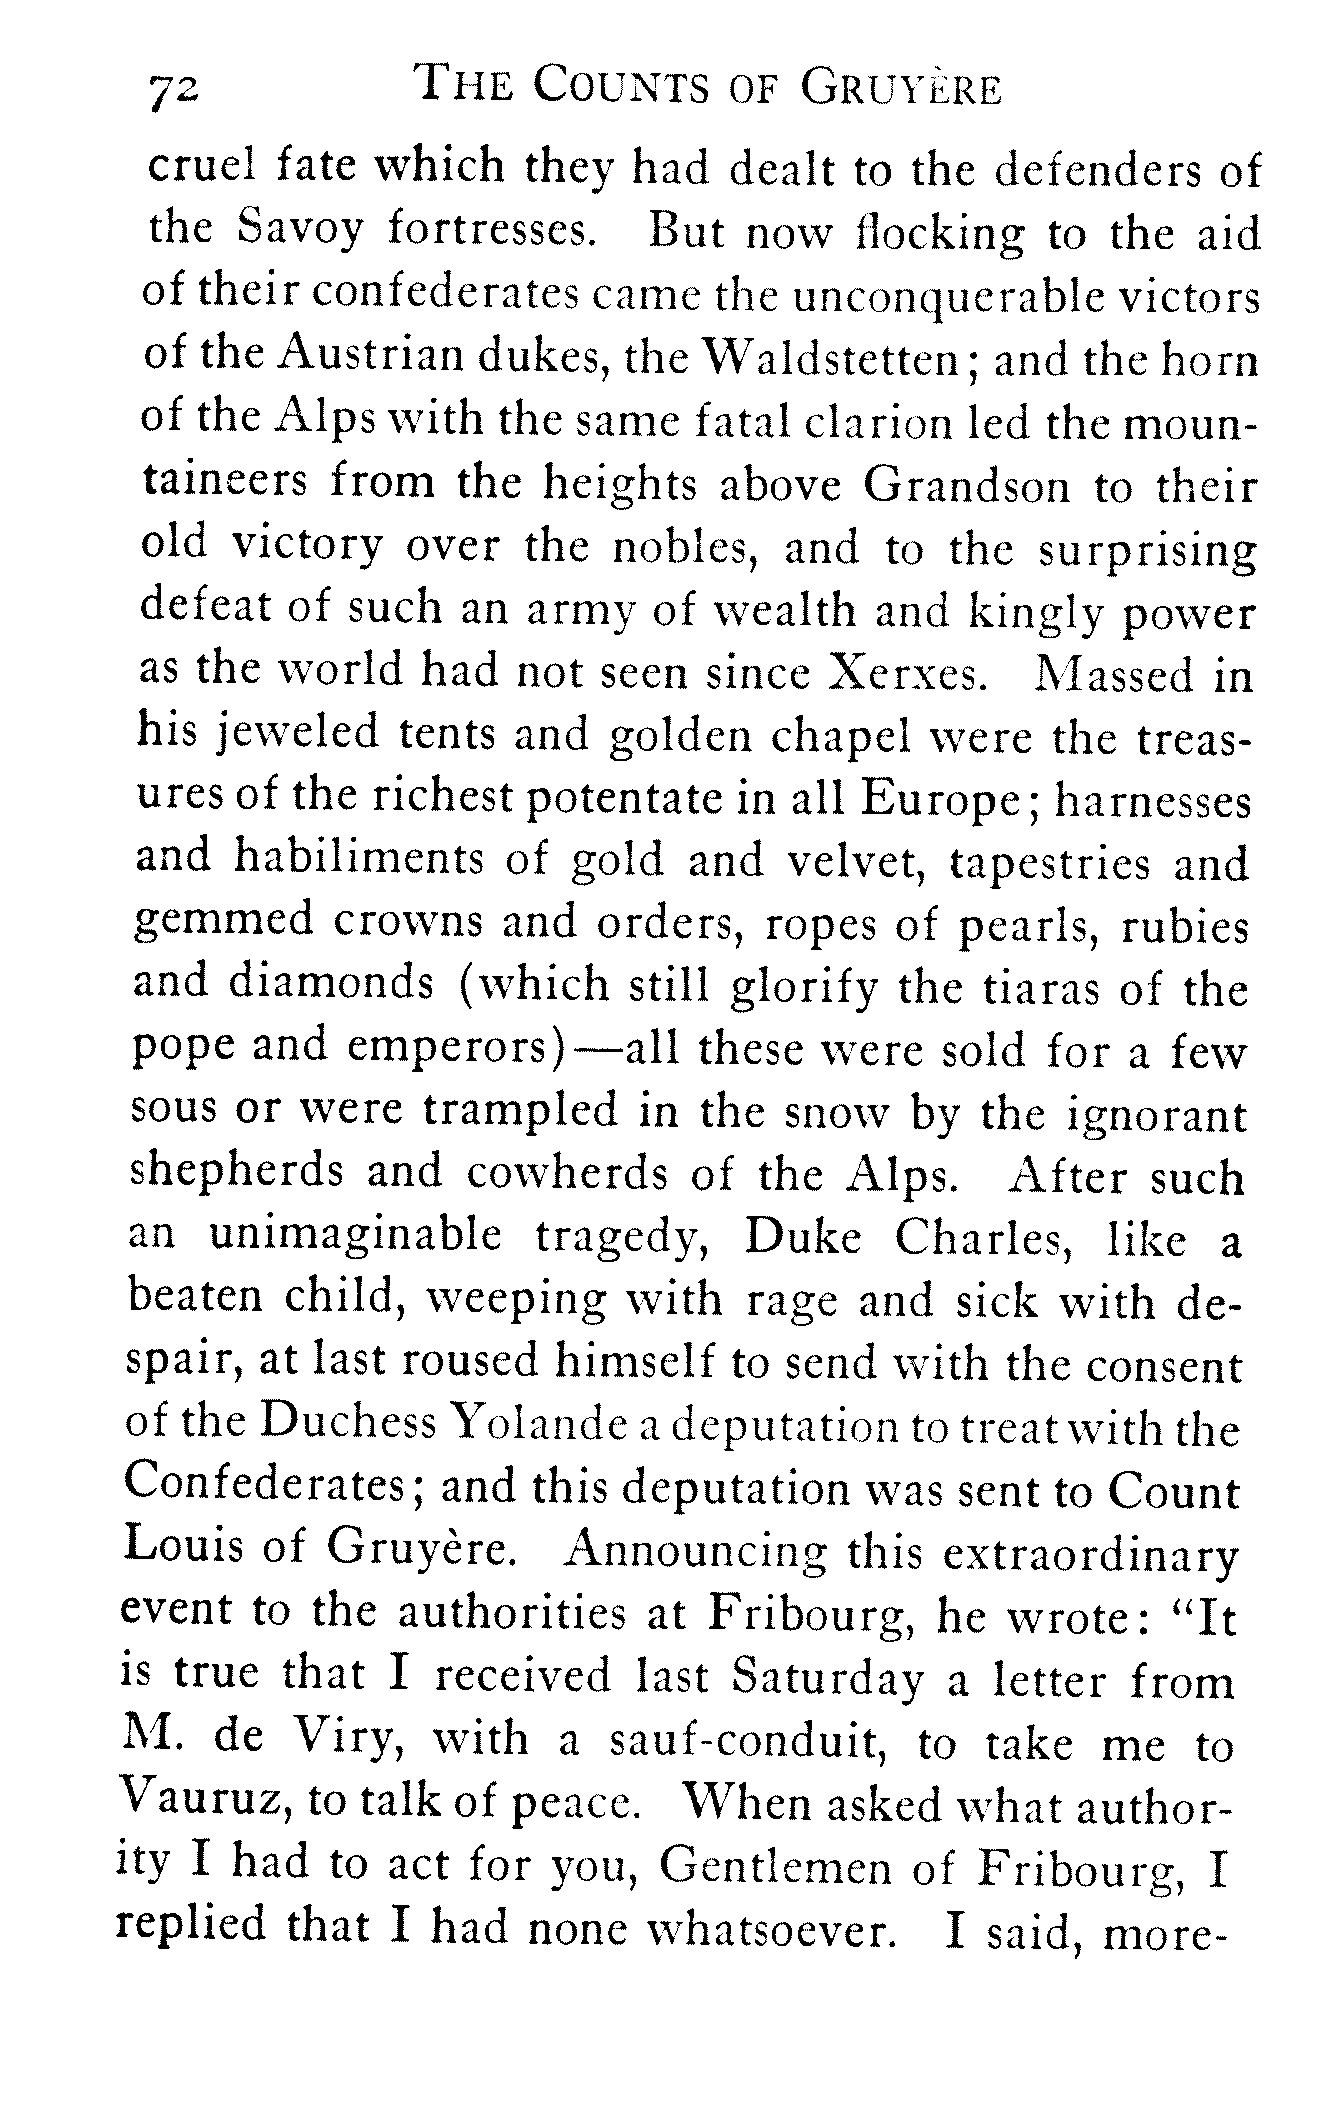 72 THE COUNTS OF GRUYÈRE
cruel fate which they had dealt to the defenders of
the Savoy fortresses. But now flocking to the aid
of their confederates came the unconquerable victors
of the Austrian dukes, the Waldstetten; and the horn
of the Alps with the same fatal clarion led the moun-
taineers from the heights above Grandson to their
old victory over the nobles, and to the surprising
defeat of such an army of wealth and kingly power
as the world had not seen since Xerxes. Massed in
his jeweled tents and golden chapel were the treas-
ures of the richest potentate in all Europe; harnesses
and habiliments of gold and velvet, tapestries and
gemmed crowns and orders, ropes of pearls, rubies
and diamonds (which still glorify the tiaras of the
pope and emperors)—all these were sold for a few
sous or were trampled in the snow by the ignorant
shepherds and cowherds of the Alps. After such
an unimaginable tragedy, Duke Charles, like a
beaten child, weeping with rage and sick with de-
spair, at last roused himself to send with the consent
of the Duchess Yolande a deputation to treat with the
Confederates; and this deputation was sent to Count
Louis of Gruyère. Announcing this extraordinary
event to the authorities at Fribourg, he wrote: "It
is true that I received last Saturday a letter from
M. de Viry, with a sauf-conduit, to take me to
Vauruz, to talk of peace. When asked what author-
ity I had to act for you, Gentlemen of Fribourg, I
replied that I had none whatsoever. I said, more-